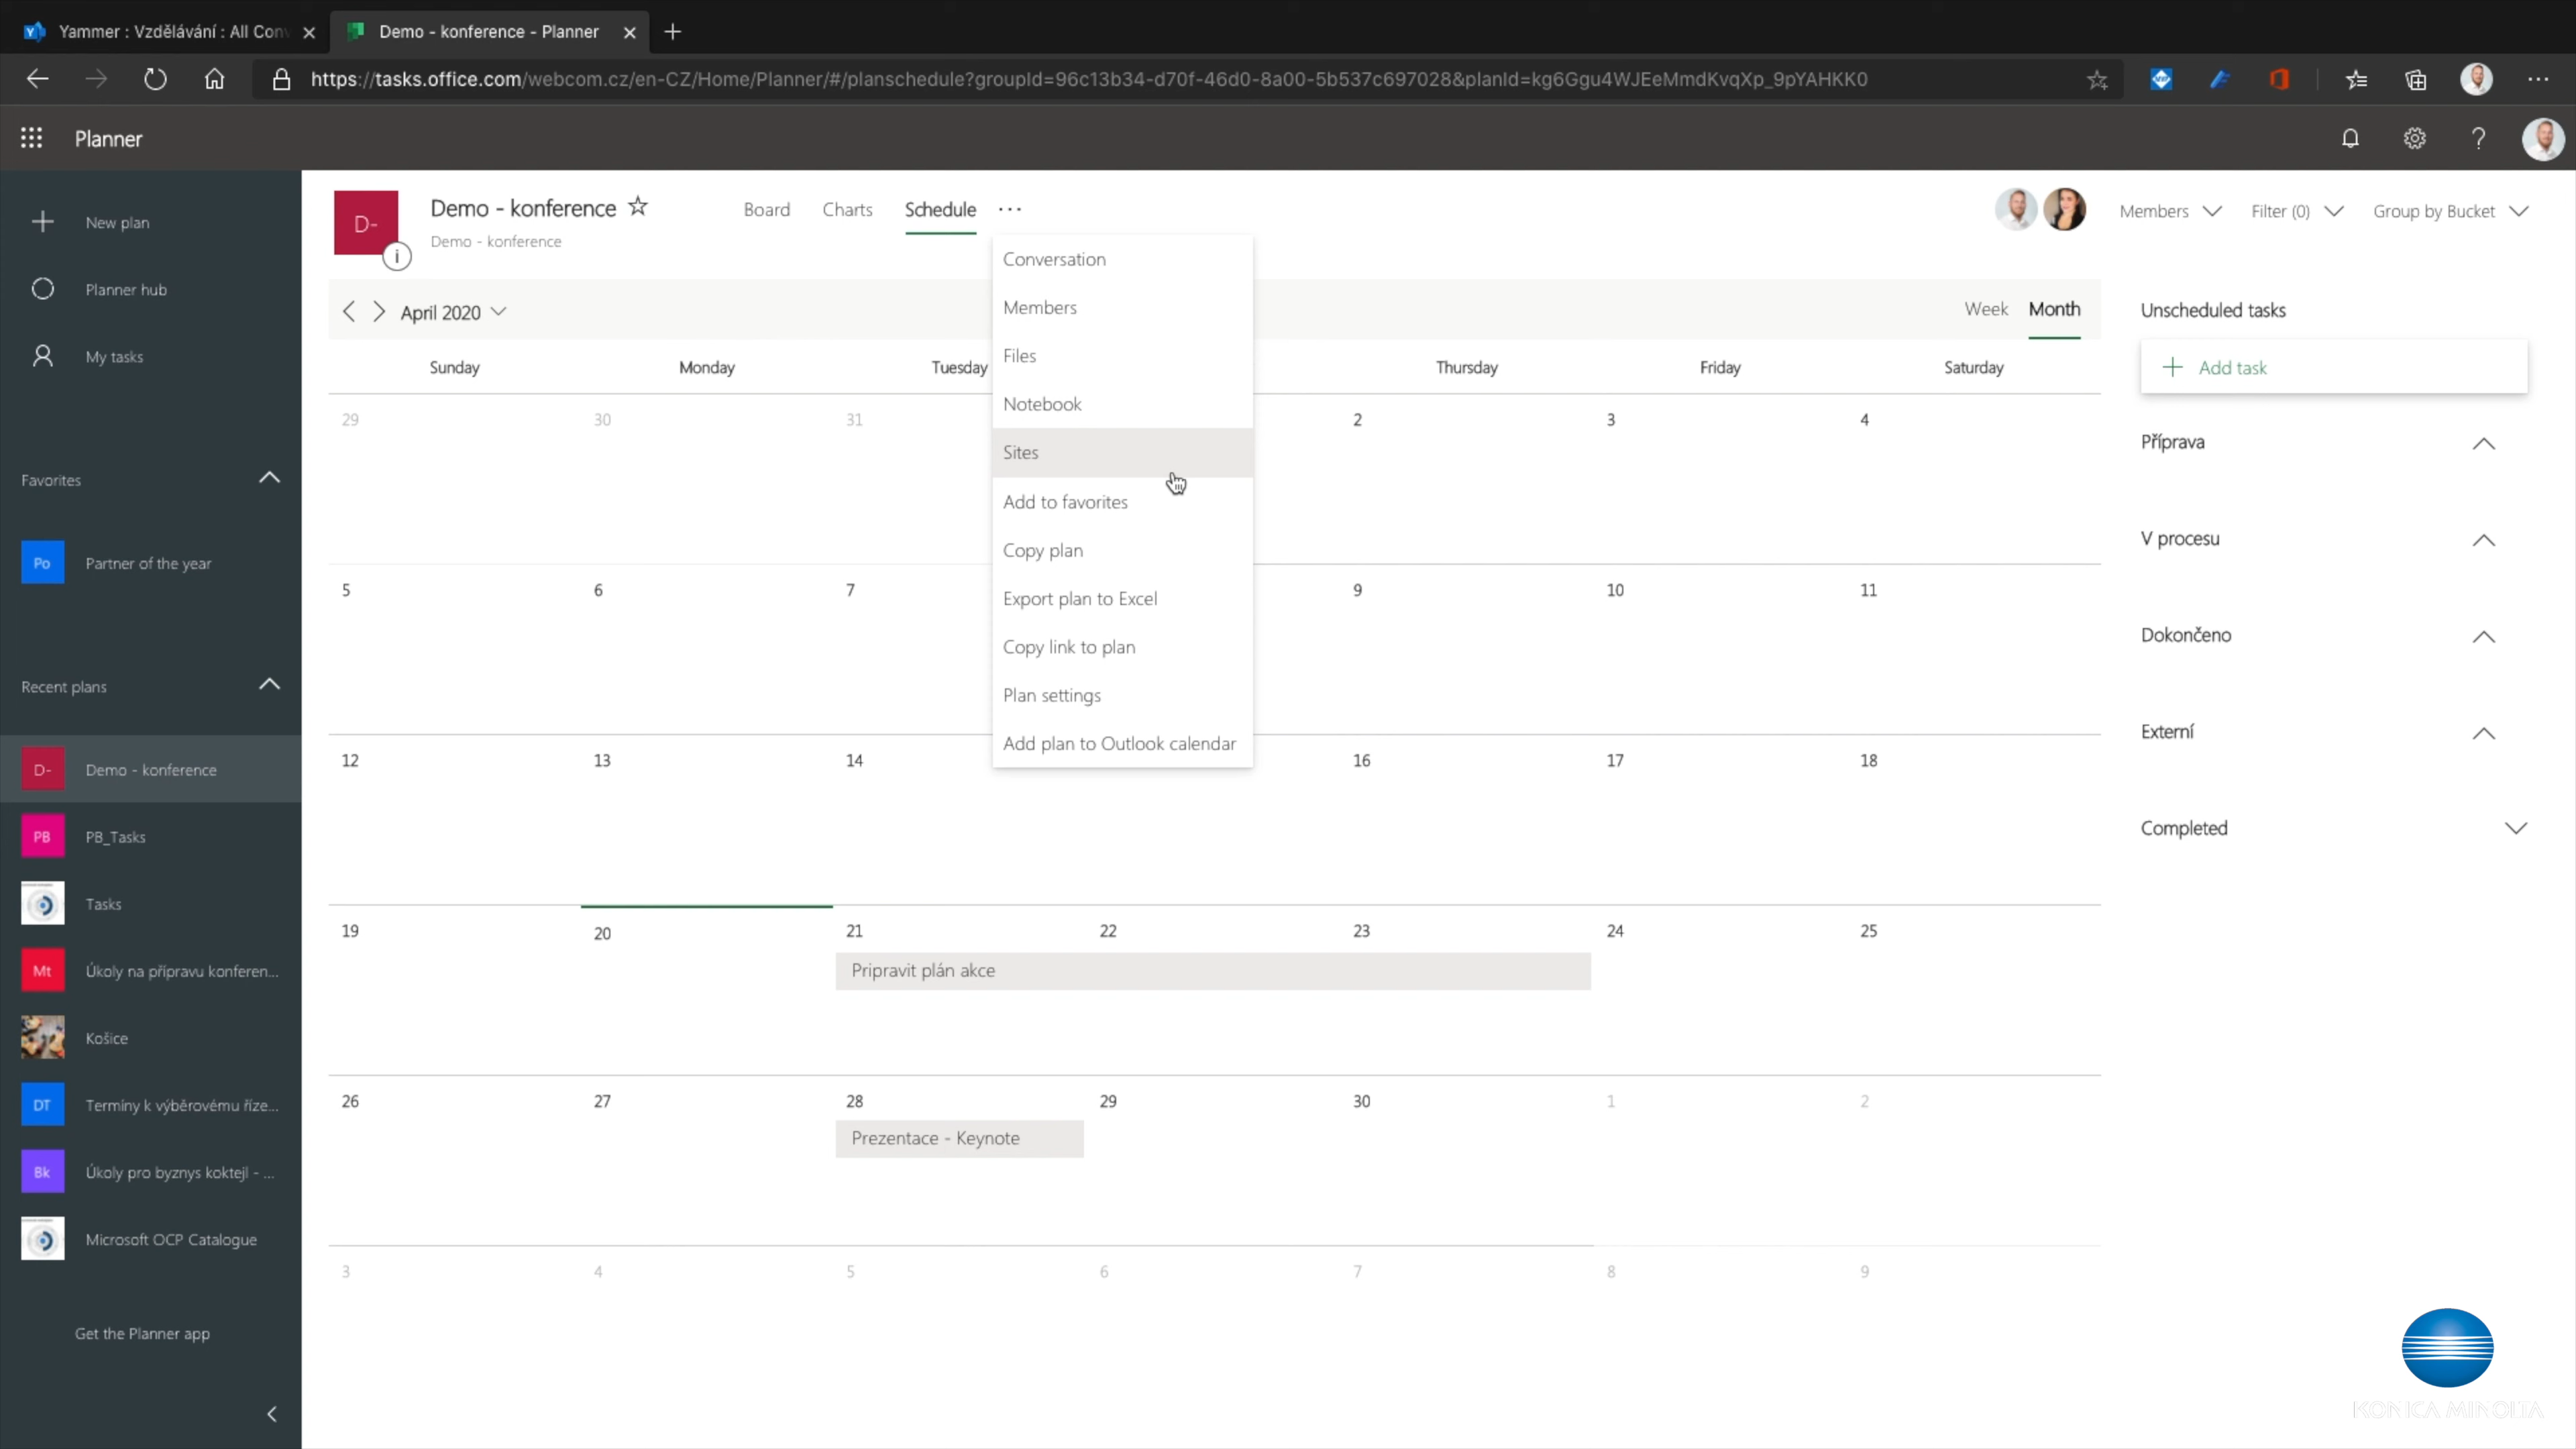 Yammer : Vzdělávání : All Con
Demo - konference - Planner
https://tasks.office.com/webcom.cz/en-CZ/Home/Planner/#/planschedule?groupId=96c13b34-d70f-46d0-8a00-5b537c697028&planId=kg6Ggu4WJEeMmdKvqXp_9pYAHKK0
Planner
New plan
Planner hub
My tasks
Favorites
Po Partner of the year
Recent plans
D- Demo - konference
PB PB_Tasks
Tasks
Mt Úkoly na přípravu konferen...
Košice
DT Termíny k výběrovému říze...
Bk Úkoly pro byznys koktejl - ...
Microsoft OCP Catalogue
Get the Planner app
D-
i
Demo - konference
Demo - konference
Board Charts Schedule ...
Members Filter (0) Group by Bucket
Conversation
Members
Files
Notebook
Sites
Add to favorites
Copy plan
Export plan to Excel
Copy link to plan
Plan settings
Add plan to Outlook calendar
April 2020
Week Month
Sunday Monday Tuesday Thursday Friday Saturday
29 30 31 2 3 4
5 6 7 9 10 11
12 13 14 16 17 18
19 20 21 22 23 24 25
Pripravit plán akce
26 27 28 29 30 1 2
Prezentace - Keynote
3 4 5 6 7 8 9
Unscheduled tasks
Add task
Příprava
V procesu
Dokončeno
Externí
Completed
KONICA MINOLTA